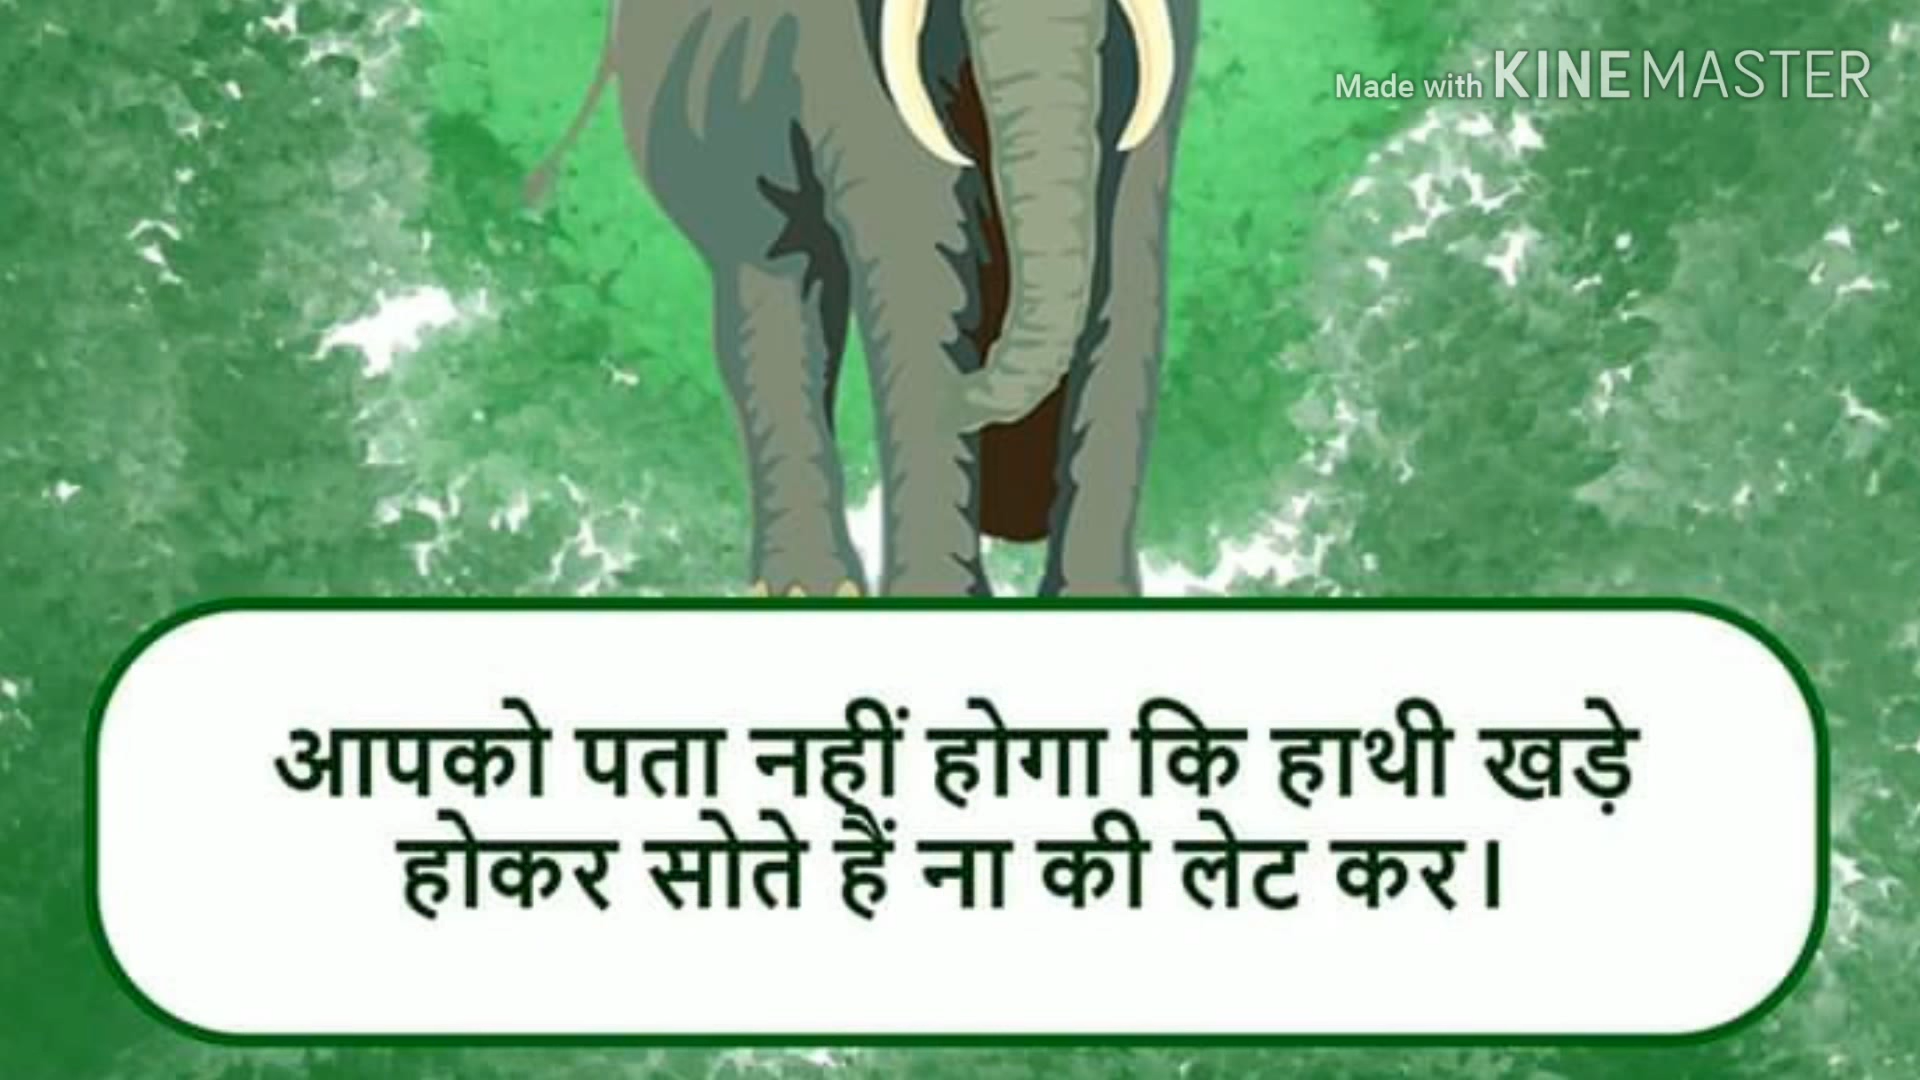 Made with KINEMASTER
आपको पता नहीं होगा कि हाथी खड़े
होकर सोते हैं ना की लेट कर।